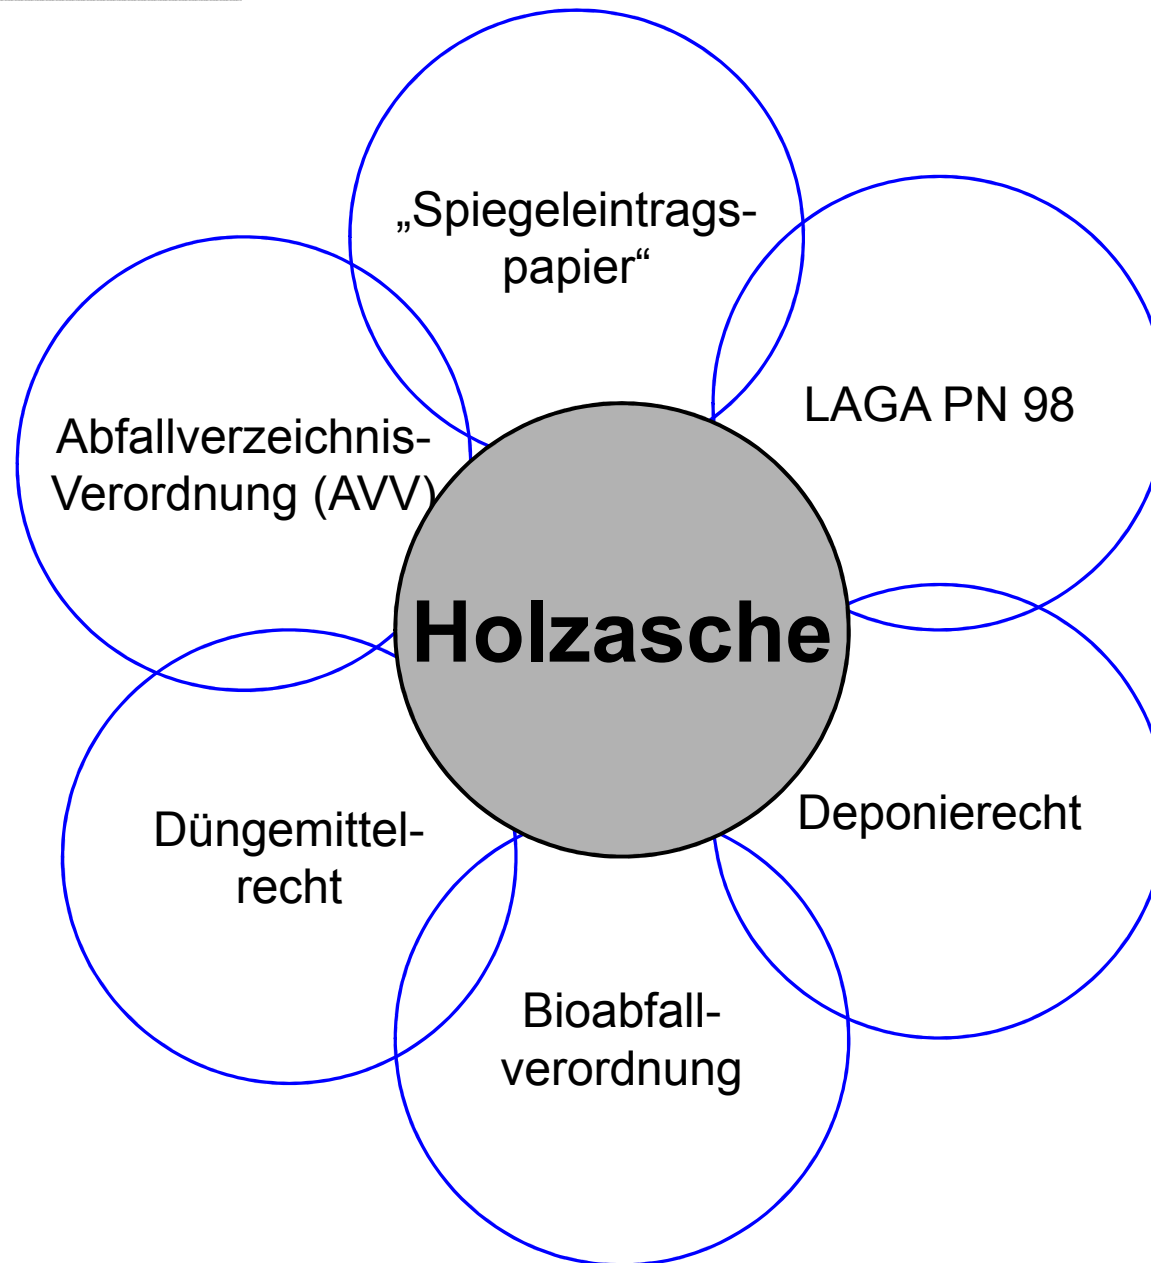 „Spiegeleintrags-
papier“
LAGA PN 98
Abfallverzeichnis-
Verordnung (AVV)
Holzasche
Deponierecht
Düngemittel-
recht
Bioabfall-
verordnung